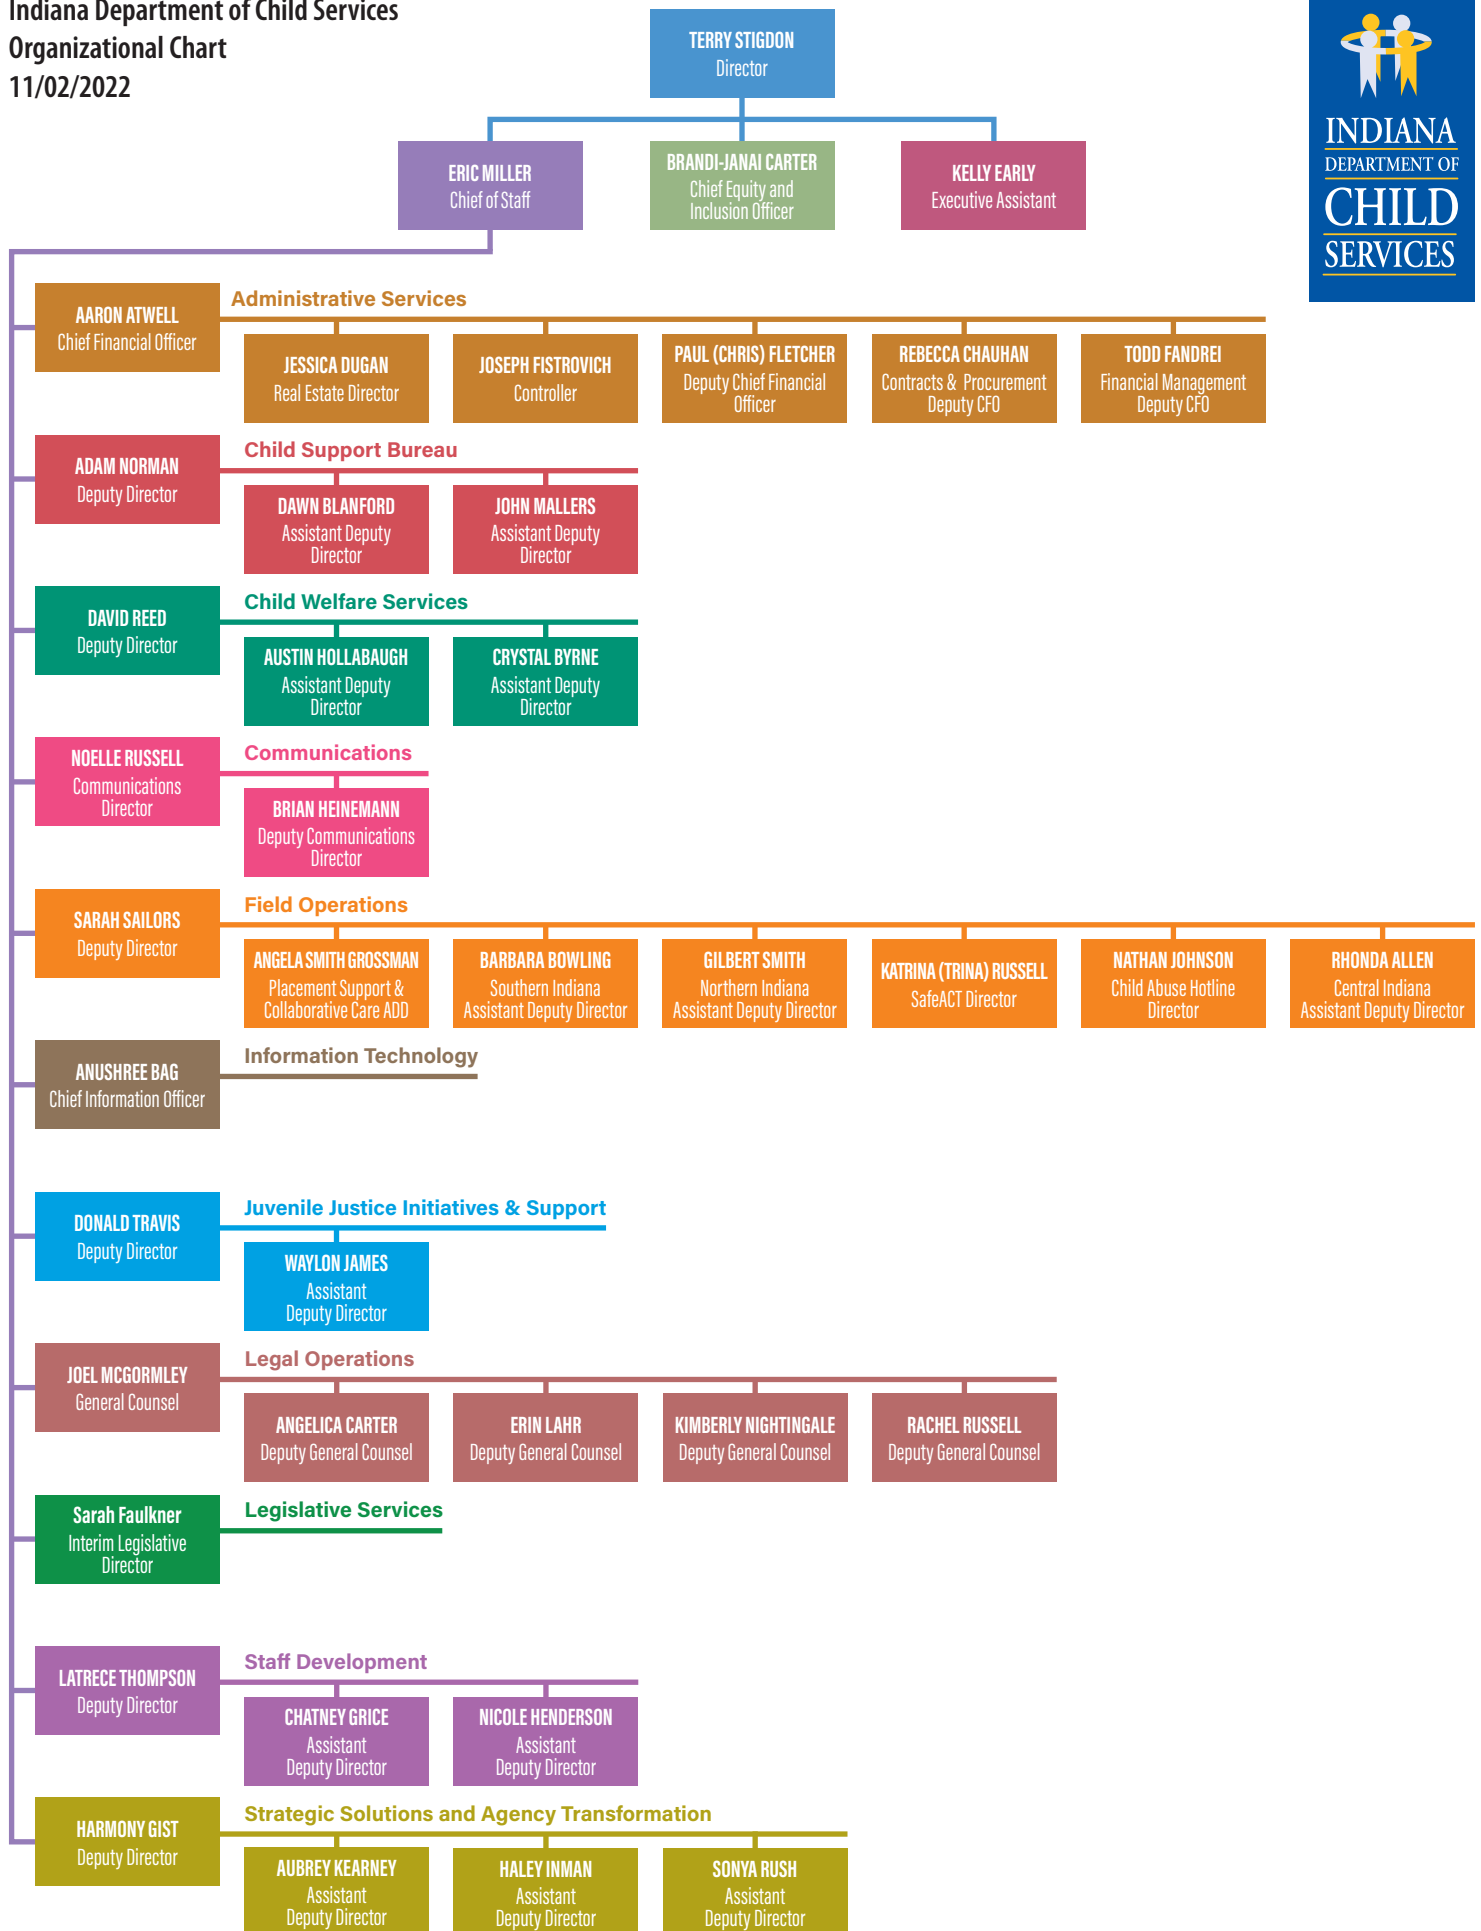 Indiana Department of Child Services
Organizational Chart
11/02/2022
TERRY STIGDON
Director
INDIANA
DEPARTMENT OF
CHILD
SERVICES
ERIC MILLER
Chief of Staff
BRANDI-JANAI CARTER
Chief Equity and
Inclusion Officer
KELLY EARLY
Executive Assistant
AARON ATWELL
Chief Financial Officer
Administrative Services
JESSICA DUGAN
Real Estate Director
JOSEPH FISTROVICH
Controller
PAUL (CHRIS) FLETCHER
Deputy Chief Financial
Officer
REBECCA CHAUHAN
Contracts & Procurement
Deputy CFO
TODD FANDREI
Financial Management
Deputy CFO
ADAM NORMAN
Deputy Director
Child Support Bureau
DAWN BLANFORD
Assistant Deputy
Director
JOHN MALLERS
Assistant Deputy
Director
DAVID REED
Deputy Director
Child Welfare Services
AUSTIN HOLLABAUGH
Assistant Deputy
Director
CRYSTAL BYRNE
Assistant Deputy
Director
NOELLE RUSSELL
Communications
Director
Communications
BRIAN HEINEMANN
Deputy Communications
Director
SARAH SAILORS
Deputy Director
Field Operations
ANGELA SMITH GROSSMAN
Placement Support &
Collaborative Care ADD
BARBARA BOWLING
Southern Indiana
Assistant Deputy Director
GILBERT SMITH
Northern Indiana
Assistant Deputy Director
KATRINA (TRINA) RUSSELL
SafeACT Director
NATHAN JOHNSON
Child Abuse Hotline
Director
RHONDA ALLEN
Central Indiana
Assistant Deputy Director
ANUSHREE BAG
Chief Information Officer
Information Technology
DONALD TRAVIS
Deputy Director
Juvenile Justice Initiatives & Support
WAYLON JAMES
Assistant
Deputy Director
JOEL MCGORMLEY
General Counsel
Legal Operations
ANGELICA CARTER
Deputy General Counsel
ERIN LAHR
Deputy General Counsel
KIMBERLY NIGHTINGALE
Deputy General Counsel
RACHEL RUSSELL
Deputy General Counsel
Sarah Faulkner
Interim Legislative
Director
Legislative Services
LATRECE THOMPSON
Deputy Director
Staff Development
CHATNEY GRICE
Assistant
Deputy Director
NICOLE HENDERSON
Assistant
Deputy Director
HARMONY GIST
Deputy Director
Strategic Solutions and Agency Transformation
AUBREY KEARNEY
Assistant
Deputy Director
HALEY INMAN
Assistant
Deputy Director
SONYA RUSH
Assistant
Deputy Director